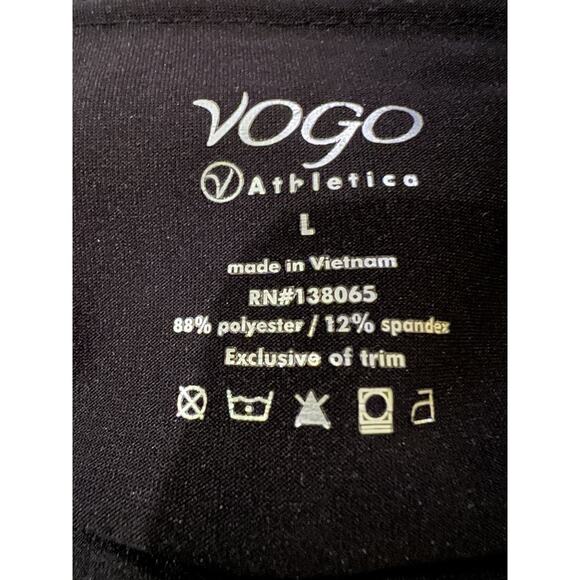 VOGO
Athletica
L
made in Vietnam
RN#138065
88% polyester / 12% spandex
Exclusive of trim